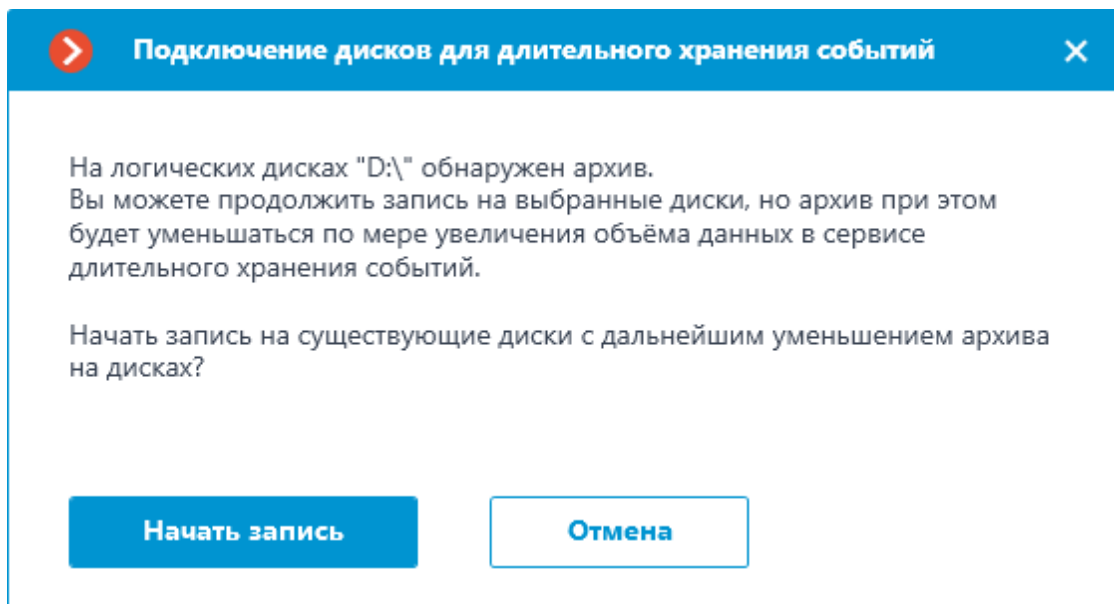 Подключение дисков для длительного хранения событий
На логических дисках "D:\" обнаружен архив.
Вы можете продолжить запись на выбранные диски, но архив при этом
будет уменьшаться по мере увеличения объёма данных в сервисе
длительного хранения событий.
Начать запись на существующие диски с дальнейшим уменьшением архива
на дисках?
Начать запись
Отмена